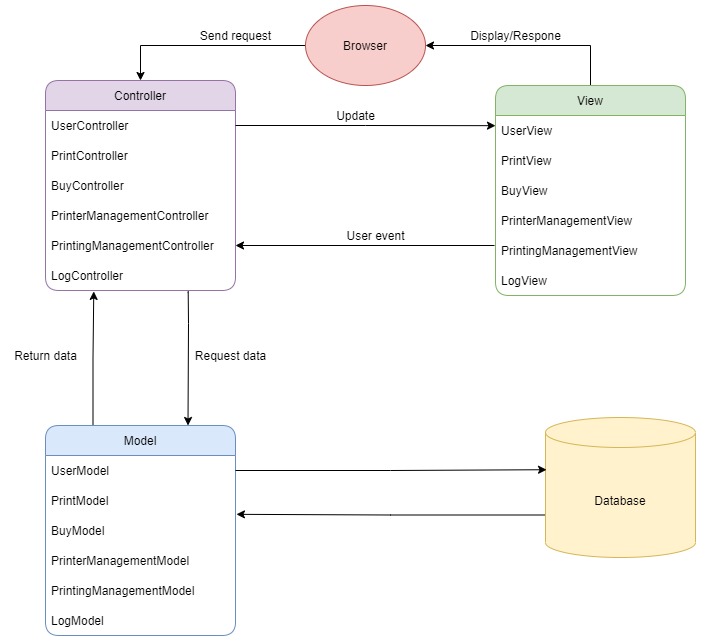 Send request
Browser
Display/Respone
Controller
UserController
PrintController
BuyController
PrinterManagementController
PrintingManagementController
LogController
Update
User event
View
UserView
PrintView
BuyView
PrinterManagementView
PrintingManagementView
LogView
Return data
Request data
Model
UserModel
PrintModel
BuyModel
PrinterManagementModel
PrintingManagementModel
LogModel
Database